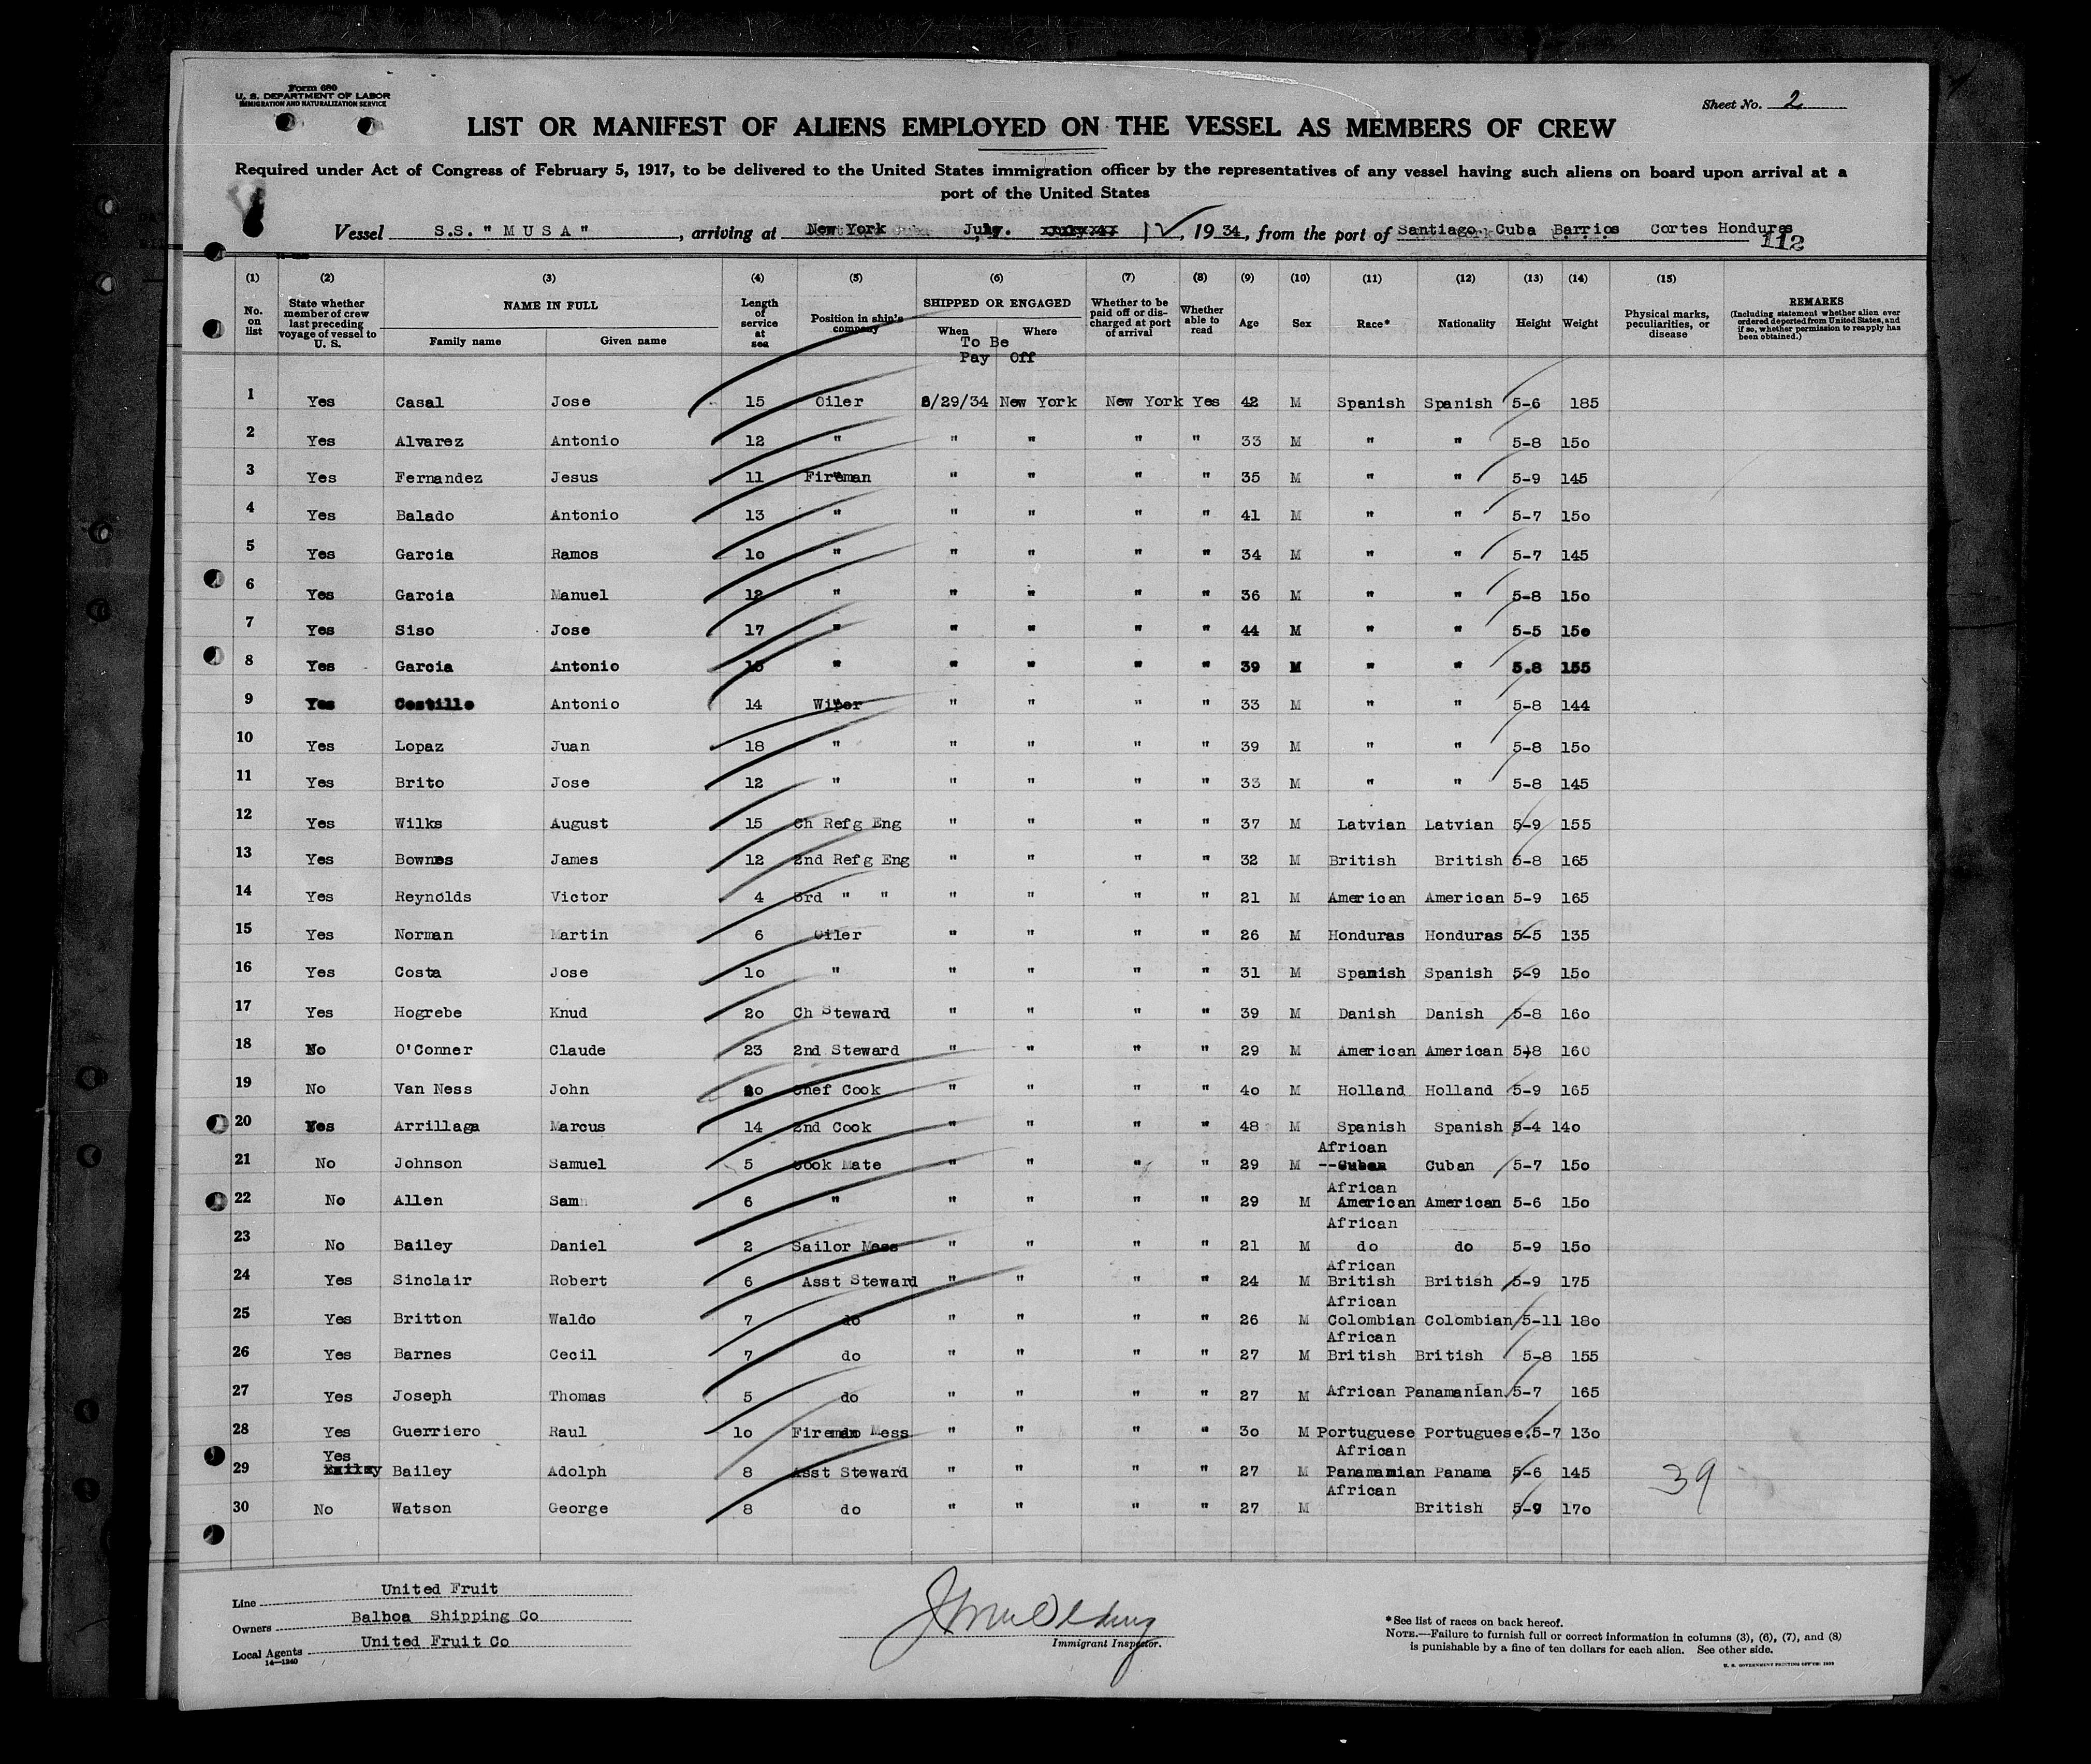 Form 680
U. S. DEPARTMENT OF LABOR
IMMIGRATION AND NATURALIZATION SERVICE
Sheet No. 2
LIST OR MANIFEST OF ALIENS EMPLOYED ON THE VESSEL AS MEMBERS OF CREW
Required under Act of Congress of February 5, 1917, to be delivered to the United States immigration officer by the representatives of any vessel having such aliens on board upon arrival at a
port of the United States
Vessel S.S. "MUSA", arriving at New York July. 12, 1934, from the port of Santiago Cuba Barrios Cortes Honduras
112
(1) (2) (3) (4) (5) (6) (7) (8) (9) (10) (11) (12) (13) (14) (15)
No. on list State whether member of crew last preceding voyage of vessel to U. S. NAME IN FULL Family name Given name Length of service at sea Position in ship's company SHIPPED OR ENGAGED When Where Whether to be paid off or discharged at port of arrival Whether able to read Age Sex Race* Nationality Height Weight Physical marks, peculiarities, or disease REMARKS (Including statement whether alien ever ordered deported from United States, and if so, whether permission to reapply has been obtained.)
To Be
Pay Off
1 Yes Casal Jose 15 Oiler 8/29/34 New York New York Yes 42 M Spanish Spanish 5-6 185
2 Yes Alvarez Antonio 12 " " " " " 33 M " " 5-8 150
3 Yes Fernandez Jesus 11 Fireman " " " " 35 M " " 5-9 145
4 Yes Balado Antonio 13 " " " " " 41 M " " 5-7 150
5 Yes Garcia Ramos 10 " " " " " 34 M " " 5-7 145
6 Yes Garcia Manuel 12 " " " " " 36 M " " 5-8 150
7 Yes Siso Jose 17 " " " " " 44 M " " 5-5 150
8 Yes Garcia Antonio " " " " " 39 M " " 5.8 155
9 Yes Antonio 14 Wiper " " " " 33 M " " 5-8 144
10 Yes Lopaz Juan 18 " " " " " 39 M " " 5-8 150
11 Yes Brito Jose 12 " " " " " 33 M " " 5-8 145
12 Yes Wilks August 15 Ch Refg Eng " " " " 37 M Latvian Latvian 5-9 155
13 Yes Bownes James 12 2nd Refg Eng " " " " 32 M British British 5-8 165
14 Yes Reynolds Victor 4 3rd " " " " " " 21 M American American 5-9 165
15 Yes Norman Martin 6 Oiler " " " " 26 M Honduras Honduras 5-5 135
16 Yes Costa Jose 10 " " " " " 31 M Spanish Spanish 5-9 150
17 Yes Hogrebe Knud 20 Ch Steward " " " " 39 M Danish Danish 5-8 160
18 No O'Conner Claude 23 2nd Steward " " " " 29 M American American 5-8 160
19 No Van Ness John 20 Chef Cook " " " " 40 M Holland Holland 5-9 165
20 Yes Arrillaga Marcus 14 2nd Cook " " " " 48 M Spanish Spanish 5-4 140
African
21 No Johnson Samuel 5 Cook Mate " " " " 29 M --Cuban Cuban 5-7 150
African
22 No Allen Sam 6 " " " " " 29 M American American 5-6 150
African
23 No Bailey Daniel 2 Sailor Mess " " " " 21 M do do 5-9 150
African
24 Yes Sinclair Robert 6 Asst Steward " " " " 24 M British British 5-9 175
African
25 Yes Britton Waldo 7 do " " " " 26 M Colombian Colombian 5-11 180
African
26 Yes Barnes Cecil 7 do " " " " 27 M British British 5-8 155
27 Yes Joseph Thomas 5 do " " " " 27 M African Panamanian 5-7 165
28 Yes Guerriero Raul 10 Fireman Mess " " " " 30 M Portuguese Portuguese. 5-7 130
Yes African
29 Bailey Adolph 8 Asst Steward " " " " 27 M Panamanian Panama 5-6 145 39
African
30 No Watson George 8 do " " " " 27 M British 5-9 170
Line United Fruit
Owners Balboa Shipping Co
Local Agents United Fruit Co
14—1240
Immigrant Inspector.
*See list of races on back hereof.
NOTE.—Failure to furnish full or correct information in columns (3), (6), (7), and (8)
is punishable by a fine of ten dollars for each alien. See other side.